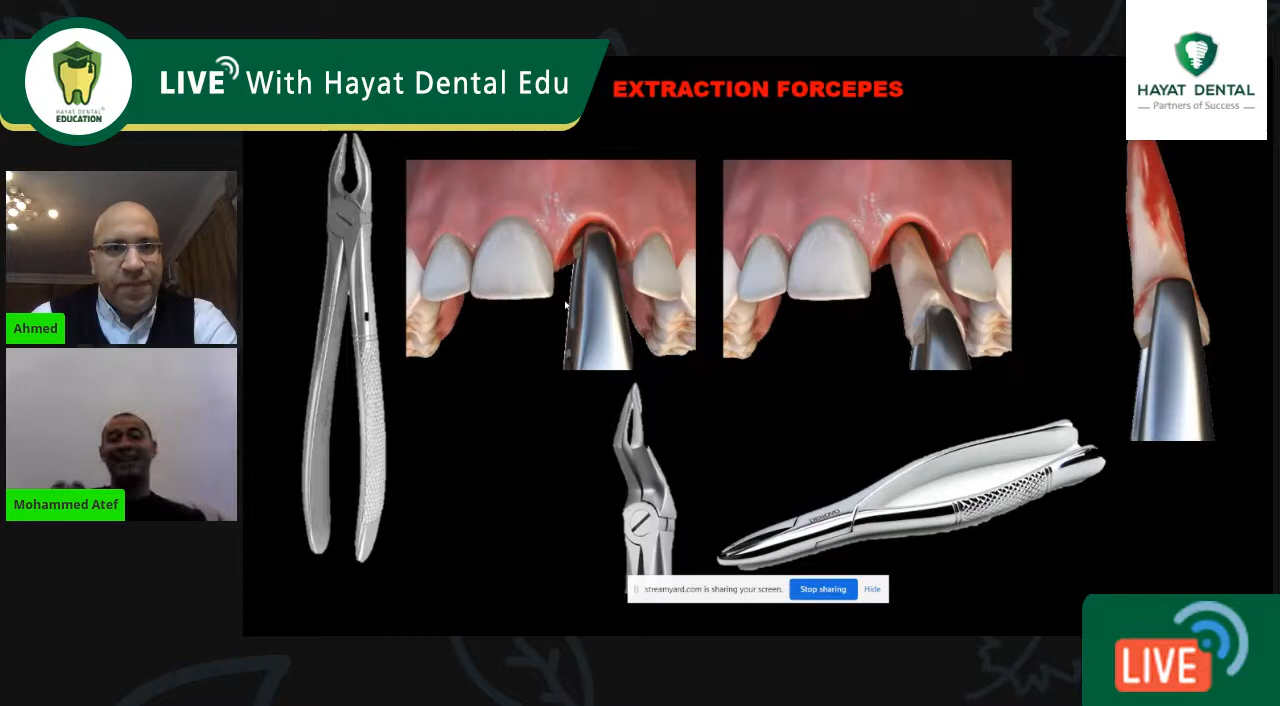 LIVE With Hayat Dental Edu
HAYAT DENTAL
EDUCATION
EXTRACTION FORCEPES
HAYAT DENTAL
Partners of Success
Ahmed
Mohammed Atef
DENOVO
streamyard.com is sharing your screen.
Stop sharing
Hide
LIVE